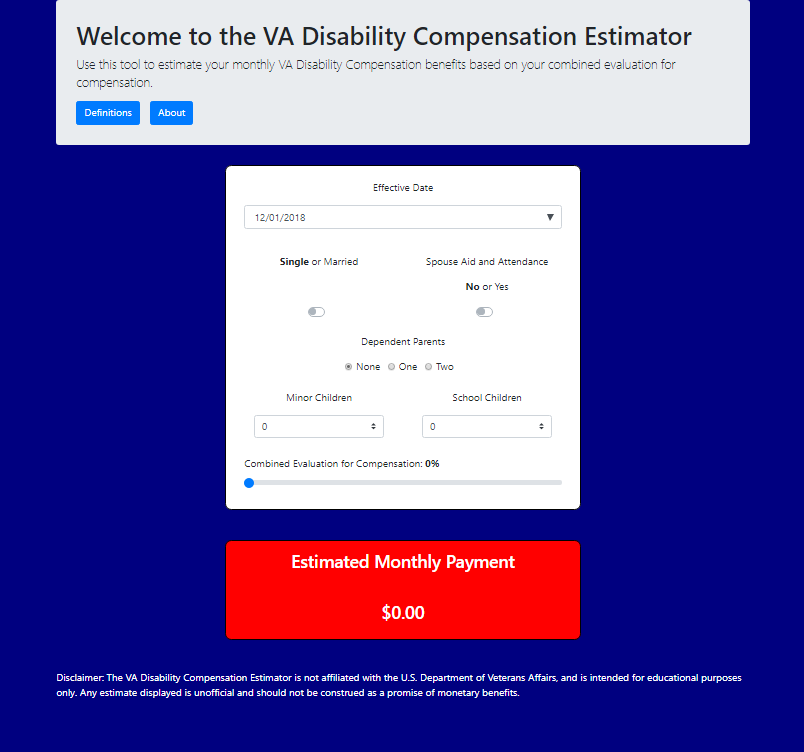 Welcome to the VA Disability Compensation Estimator
Use this tool to estimate your monthly VA Disability Compensation benefits based on your combined evaluation for
compensation.
Definitions About
Effective Date
12/01/2018
Single or Married Spouse Aid and Attendance
No or Yes
Dependent Parents
None One Two
Minor Children School Children
0 0
Combined Evaluation for Compensation: 0%
Estimated Monthly Payment
$0.00
Disclaimer: The VA Disability Compensation Estimator is not affiliated with the U.S. Department of Veterans Affairs, and is intended for educational purposes
only. Any estimate displayed is unofficial and should not be construed as a promise of monetary benefits.